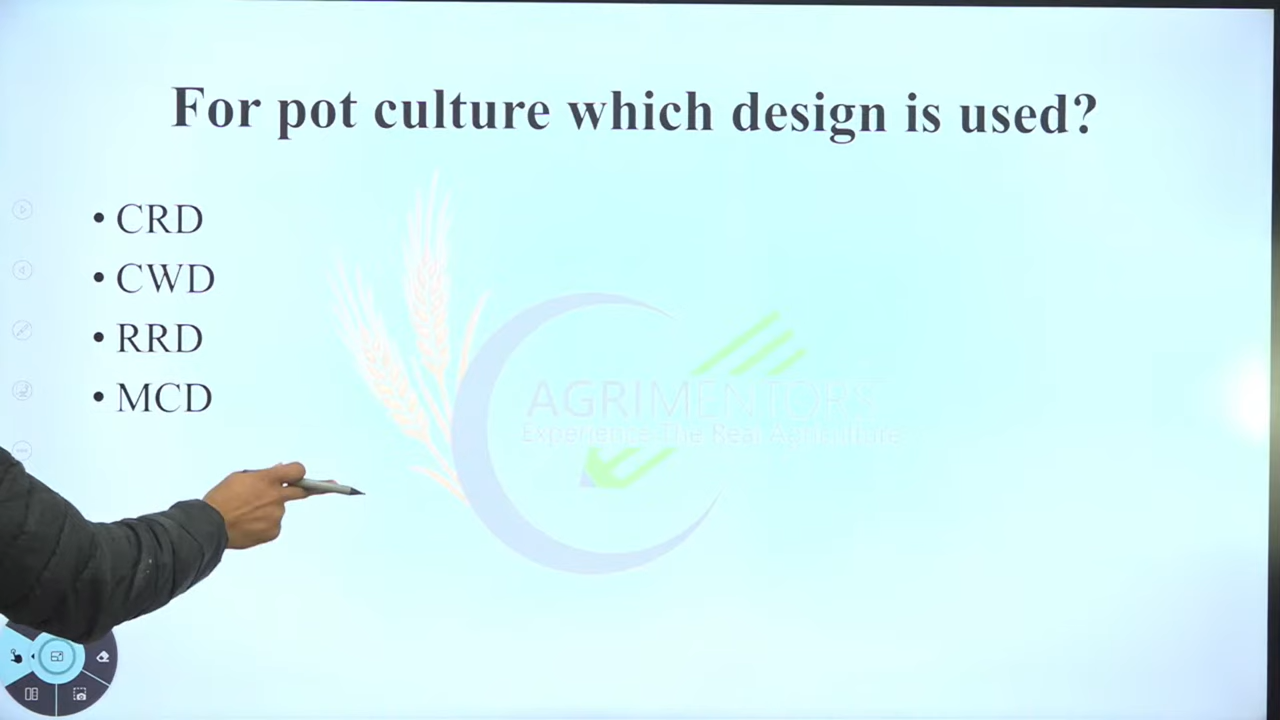 For pot culture which design is used?
• CRD
• CWD
• RRD
• MCD
AGRIMENTORS
Experience The Real Agriculture